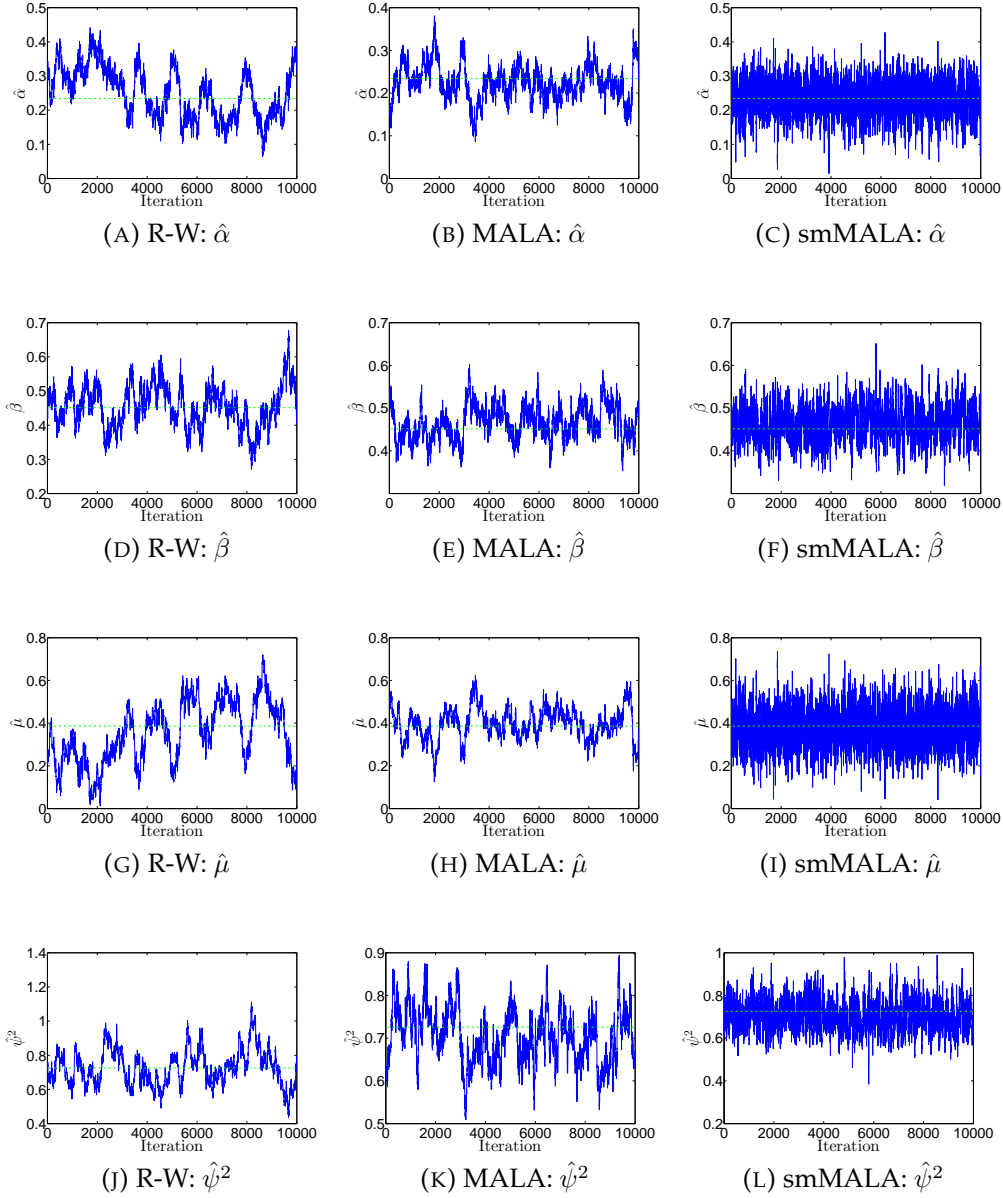 0.5
0.4
0.3
0.2
0.1
0
α̂
0 2000 4000 6000 8000 10000
Iteration
(A) R-W: α̂
0.4
0.3
0.2
0.1
0
α̂
0 2000 4000 6000 8000 10000
Iteration
(B) MALA: α̂
0.5
0.4
0.3
0.2
0.1
0
α̂
0 2000 4000 6000 8000 10000
Iteration
(C) smMALA: α̂
0.7
0.6
0.5
0.4
0.3
0.2
β̂
0 2000 4000 6000 8000 10000
Iteration
(D) R-W: β̂
0.7
0.6
0.5
0.4
β̂
0 2000 4000 6000 8000 10000
Iteration
(E) MALA: β̂
0.7
0.6
0.5
0.4
β̂
0 2000 4000 6000 8000 10000
Iteration
(F) smMALA: β̂
0.8
0.6
0.4
0.2
0
μ̂
0 2000 4000 6000 8000 10000
Iteration
(G) R-W: μ̂
0.8
0.6
0.4
0.2
0
μ̂
0 2000 4000 6000 8000 10000
Iteration
(H) MALA: μ̂
0.8
0.6
0.4
0.2
0
μ̂
0 2000 4000 6000 8000 10000
Iteration
(I) smMALA: μ̂
1.4
1.2
1
0.8
0.6
0.4
ψ̂²
0 2000 4000 6000 8000 10000
Iteration
(J) R-W: ψ̂²
0.9
0.8
0.7
0.6
0.5
ψ̂²
0 2000 4000 6000 8000 10000
Iteration
(K) MALA: ψ̂²
1
0.8
0.6
0.4
0.2
ψ̂²
0 2000 4000 6000 8000 10000
Iteration
(L) smMALA: ψ̂²